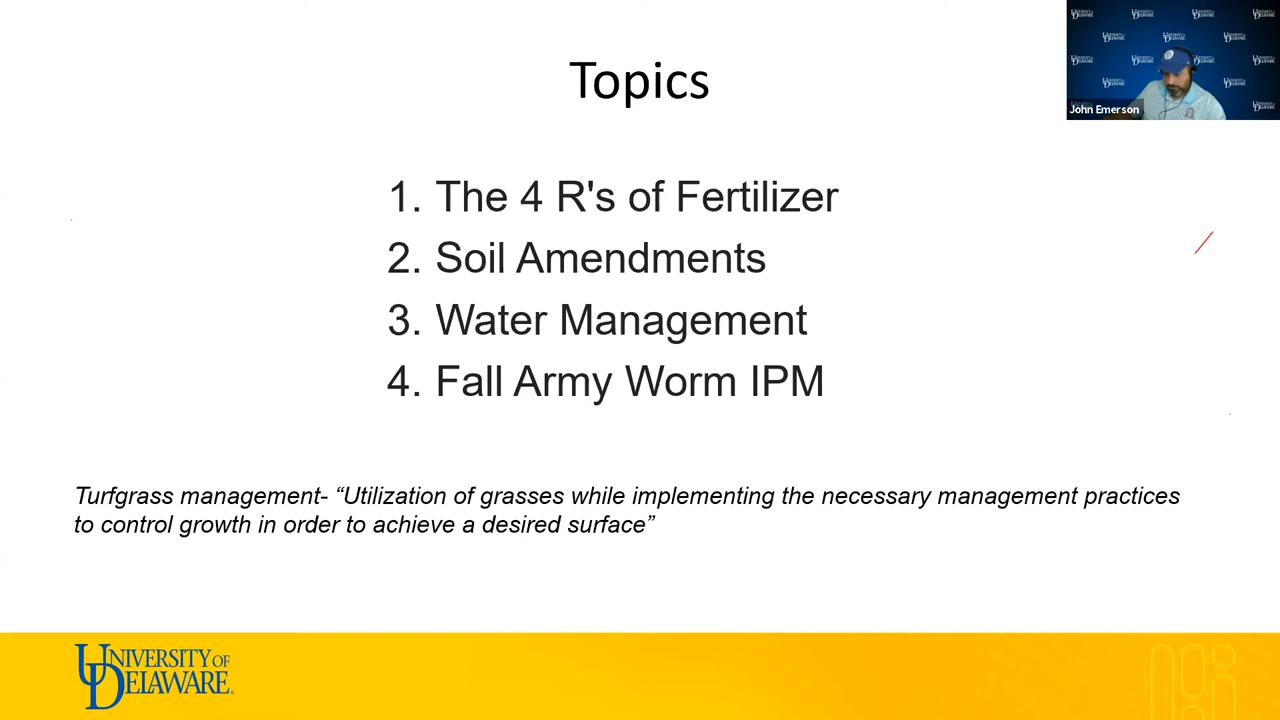 Topics
John Emerson
1. The 4 R's of Fertilizer
2. Soil Amendments
3. Water Management
4. Fall Army Worm IPM
Turfgrass management- “Utilization of grasses while implementing the necessary management practices
to control growth in order to achieve a desired surface”
UNIVERSITY OF
DELAWARE.